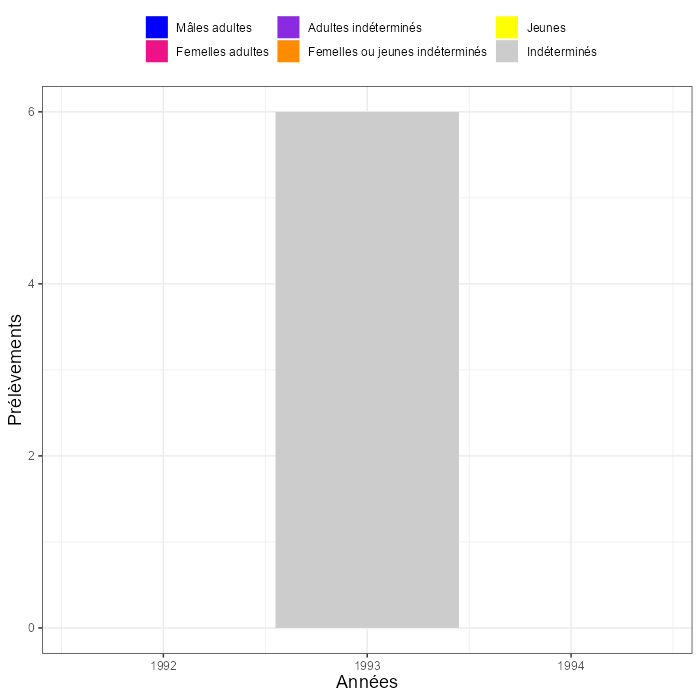 Mâles adultes
Adultes indéterminés
Jeunes
Femelles adultes
Femelles ou jeunes indéterminés
Indéterminés
Prélèvements
6
4
2
0
1992
1993
1994
Années